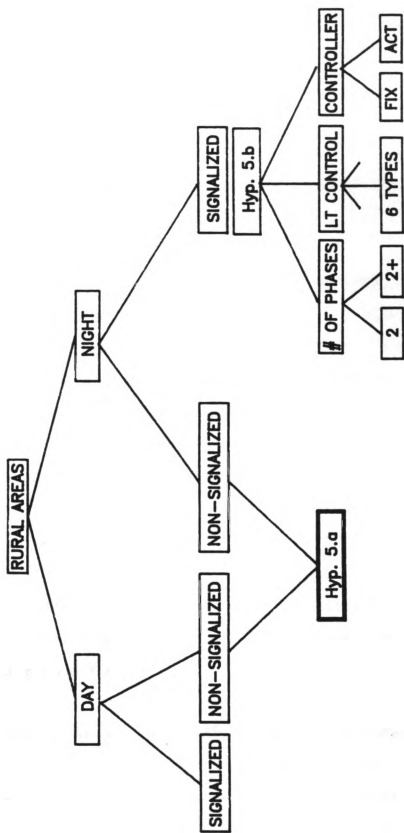 RURAL AREAS
DAY
NIGHT
SIGNALIZED
NON-SIGNALIZED
NON-SIGNALIZED
SIGNALIZED
Hyp. 5.b
Hyp. 5.a
# OF PHASES
LT CONTROL
CONTROLLER
2
2+
6 TYPES
FIX
ACT